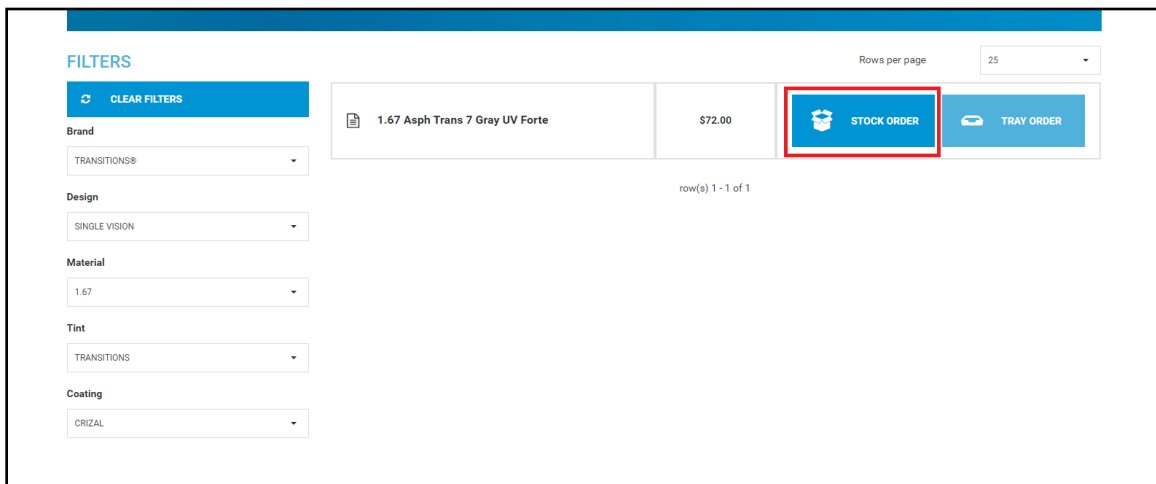 FILTERS
Rows per page
25
CLEAR FILTERS
1.67 Asph Trans 7 Gray UV Forte
$72.00
STOCK ORDER
TRAY ORDER
Brand
TRANSITIONS®
row(s) 1 - 1 of 1
Design
SINGLE VISION
Material
1.67
Tint
TRANSITIONS
Coating
CRIZAL